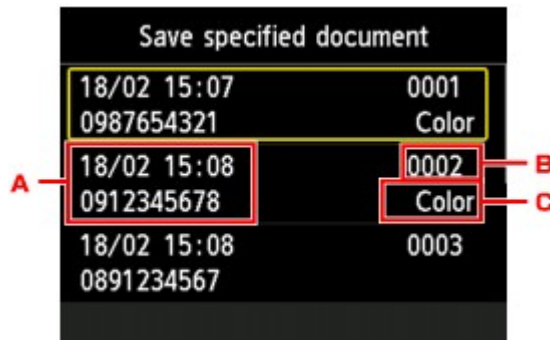 Save specified document
18/02 15:07 0001
0987654321 Color
A 18/02 15:08 0002 B
0912345678 Color C
18/02 15:08 0003
0891234567